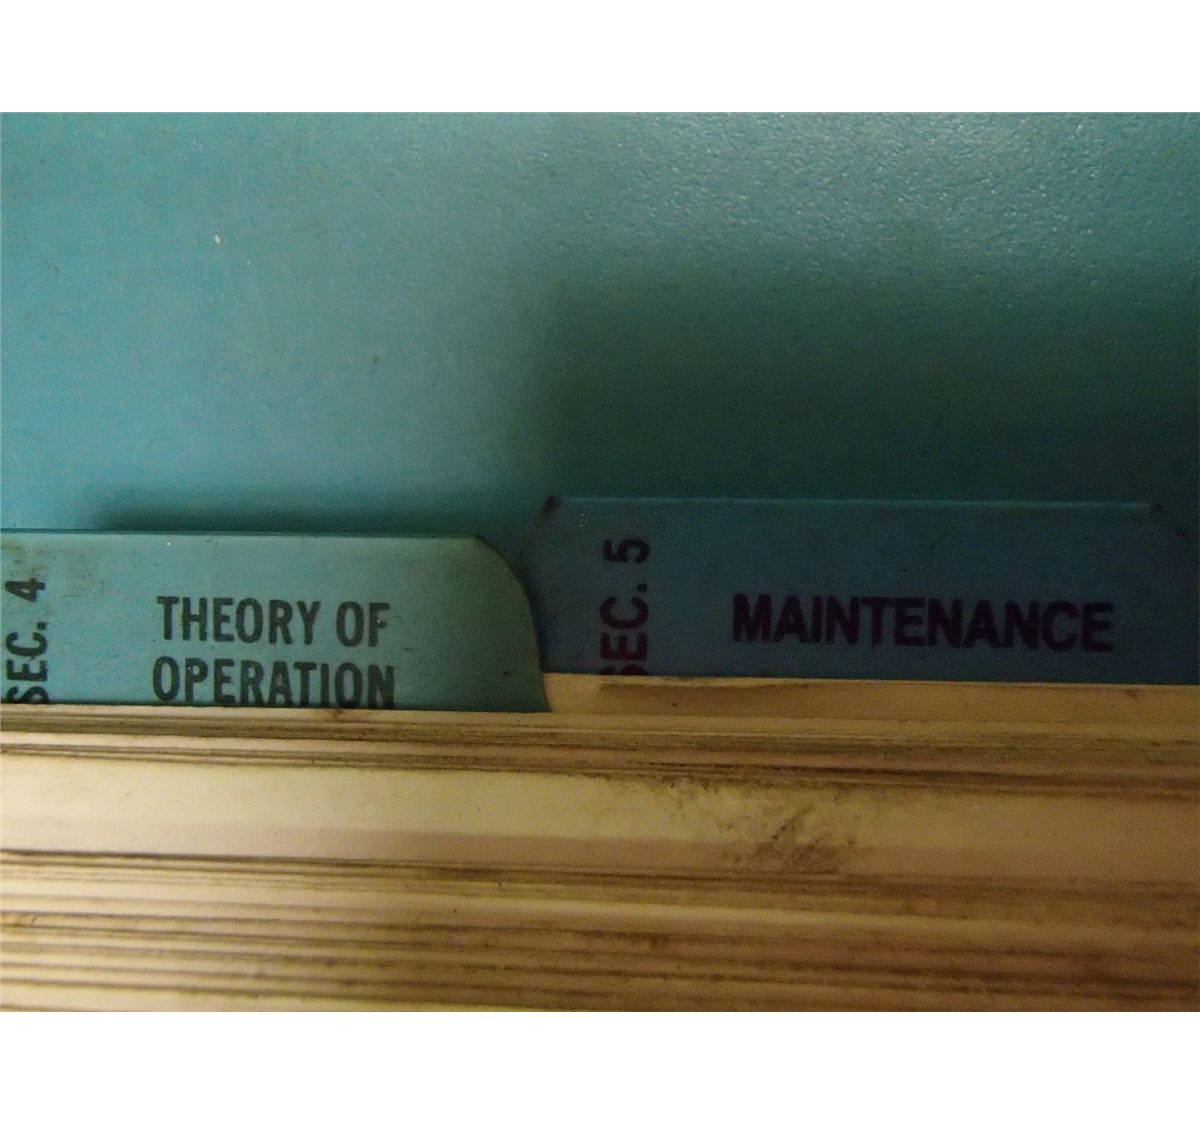 SEC. 4
THEORY OF
OPERATION
SEC. 5
MAINTENANCE